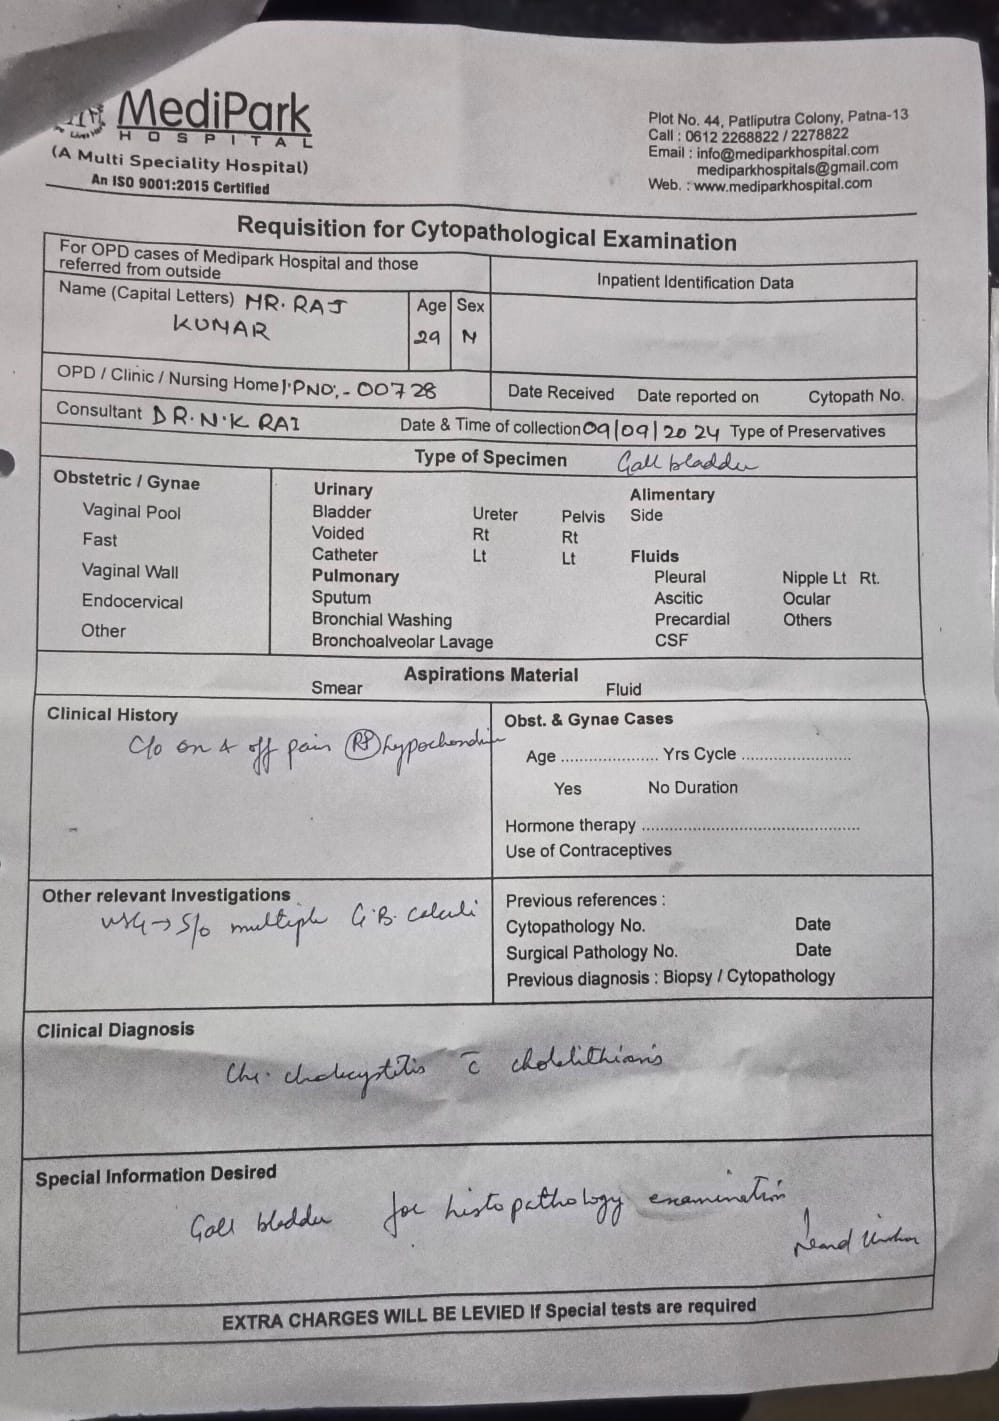 MediPark
HOSPITAL
(A Multi Speciality Hospital)
An ISO 9001:2015 Certified
Plot No. 44, Patliputra Colony, Patna-13
Call : 0612 2268822 / 2278822
Email : info@mediparkhospital.com
mediparkhospitals@gmail.com
Web. : www.mediparkhospital.com
Requisition for Cytopathological Examination
For OPD cases of Medipark Hospital and those
referred from outside
Inpatient Identification Data
Name (Capital Letters) MR. RAJ
KUMAR
Age Sex
29 M
OPD / Clinic / Nursing Home I.PNO:- 00728
Date Received Date reported on Cytopath No.
Consultant DR. N.K RAI
Date & Time of collection 09/09/2024 Type of Preservatives
Type of Specimen Gall bladder
Obstetric / Gynae
Vaginal Pool
Fast
Vaginal Wall
Endocervical
Other
Urinary
Bladder Ureter Pelvis
Voided Rt Rt
Catheter Lt Lt
Pulmonary
Sputum
Bronchial Washing
Bronchoalveolar Lavage
Alimentary
Side
Fluids
Pleural Nipple Lt Rt.
Ascitic Ocular
Precardial Others
CSF
Aspirations Material
Smear Fluid
Clinical History
C/o on & off pain (Rt) hypochondrium
Obst. & Gynae Cases
Age .................... Yrs Cycle ......................
Yes No Duration
Hormone therapy ............................................
Use of Contraceptives
Other relevant Investigations
USG → S/o multiple G.B. calculi
Previous references :
Cytopathology No. Date
Surgical Pathology No. Date
Previous diagnosis : Biopsy / Cytopathology
Clinical Diagnosis
Chr. cholecystitis c̄ cholelithiasis
Special Information Desired
Gall bladder for histopathology examination
EXTRA CHARGES WILL BE LEVIED If Special tests are required